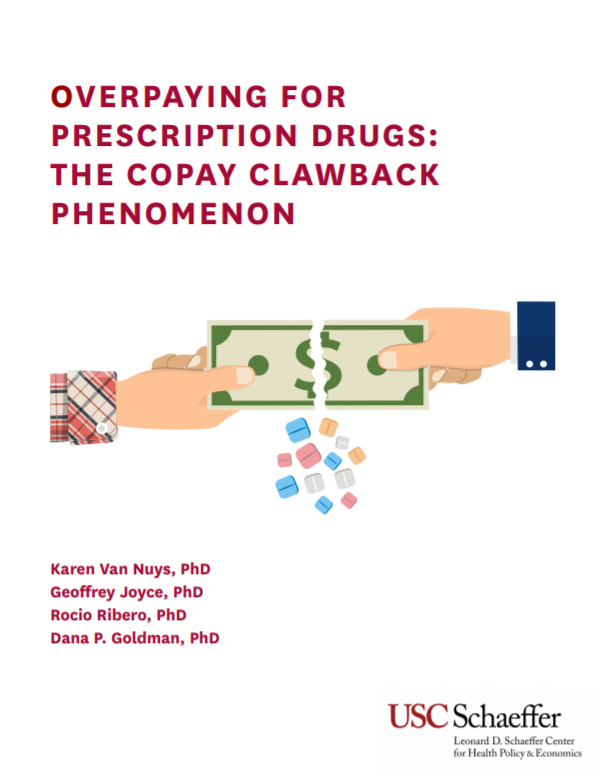 OVERPAYING FOR
PRESCRIPTION DRUGS:
THE COPAY CLAWBACK
PHENOMENON
$
Karen Van Nuys, PhD
Geoffrey Joyce, PhD
Rocio Ribero, PhD
Dana P. Goldman, PhD
USC Schaeffer
Leonard D. Schaeffer Center
for Health Policy & Economics